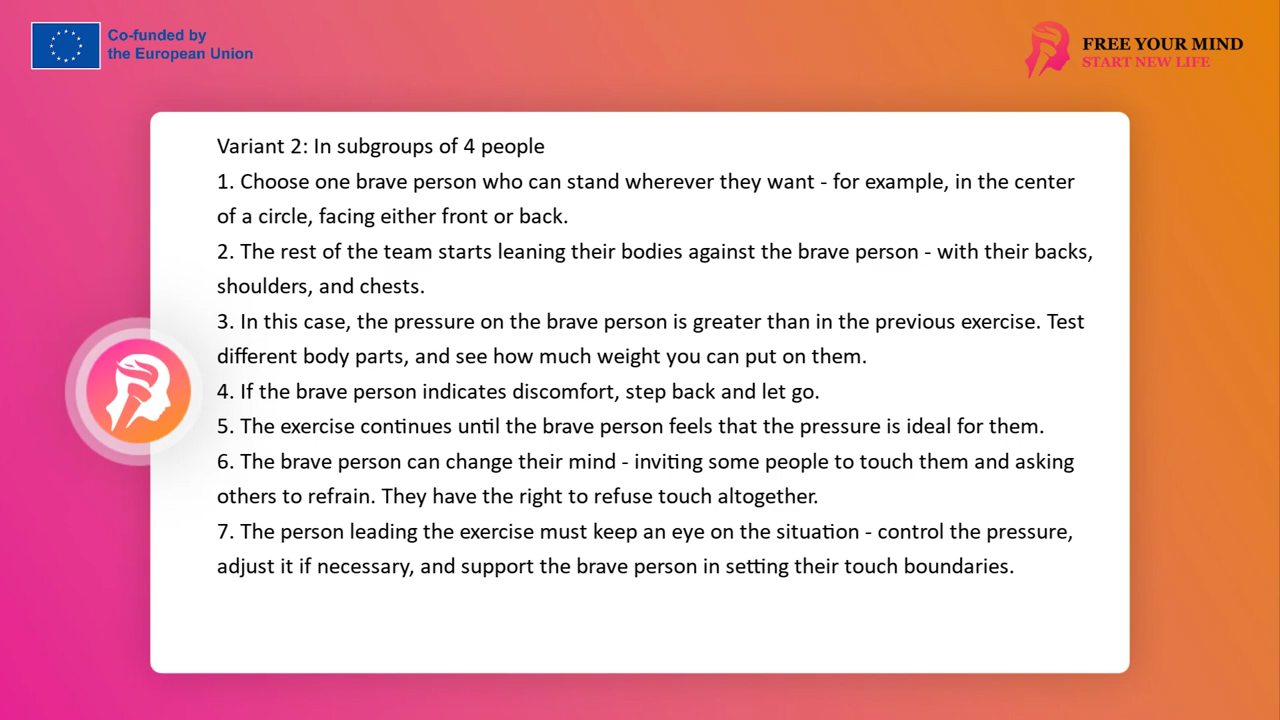 Co-funded by
the European Union
FREE YOUR MIND
START NEW LIFE
Variant 2: In subgroups of 4 people
1. Choose one brave person who can stand wherever they want - for example, in the center
of a circle, facing either front or back.
2. The rest of the team starts leaning their bodies against the brave person - with their backs,
shoulders, and chests.
3. In this case, the pressure on the brave person is greater than in the previous exercise. Test
different body parts, and see how much weight you can put on them.
4. If the brave person indicates discomfort, step back and let go.
5. The exercise continues until the brave person feels that the pressure is ideal for them.
6. The brave person can change their mind - inviting some people to touch them and asking
others to refrain. They have the right to refuse touch altogether.
7. The person leading the exercise must keep an eye on the situation - control the pressure,
adjust it if necessary, and support the brave person in setting their touch boundaries.